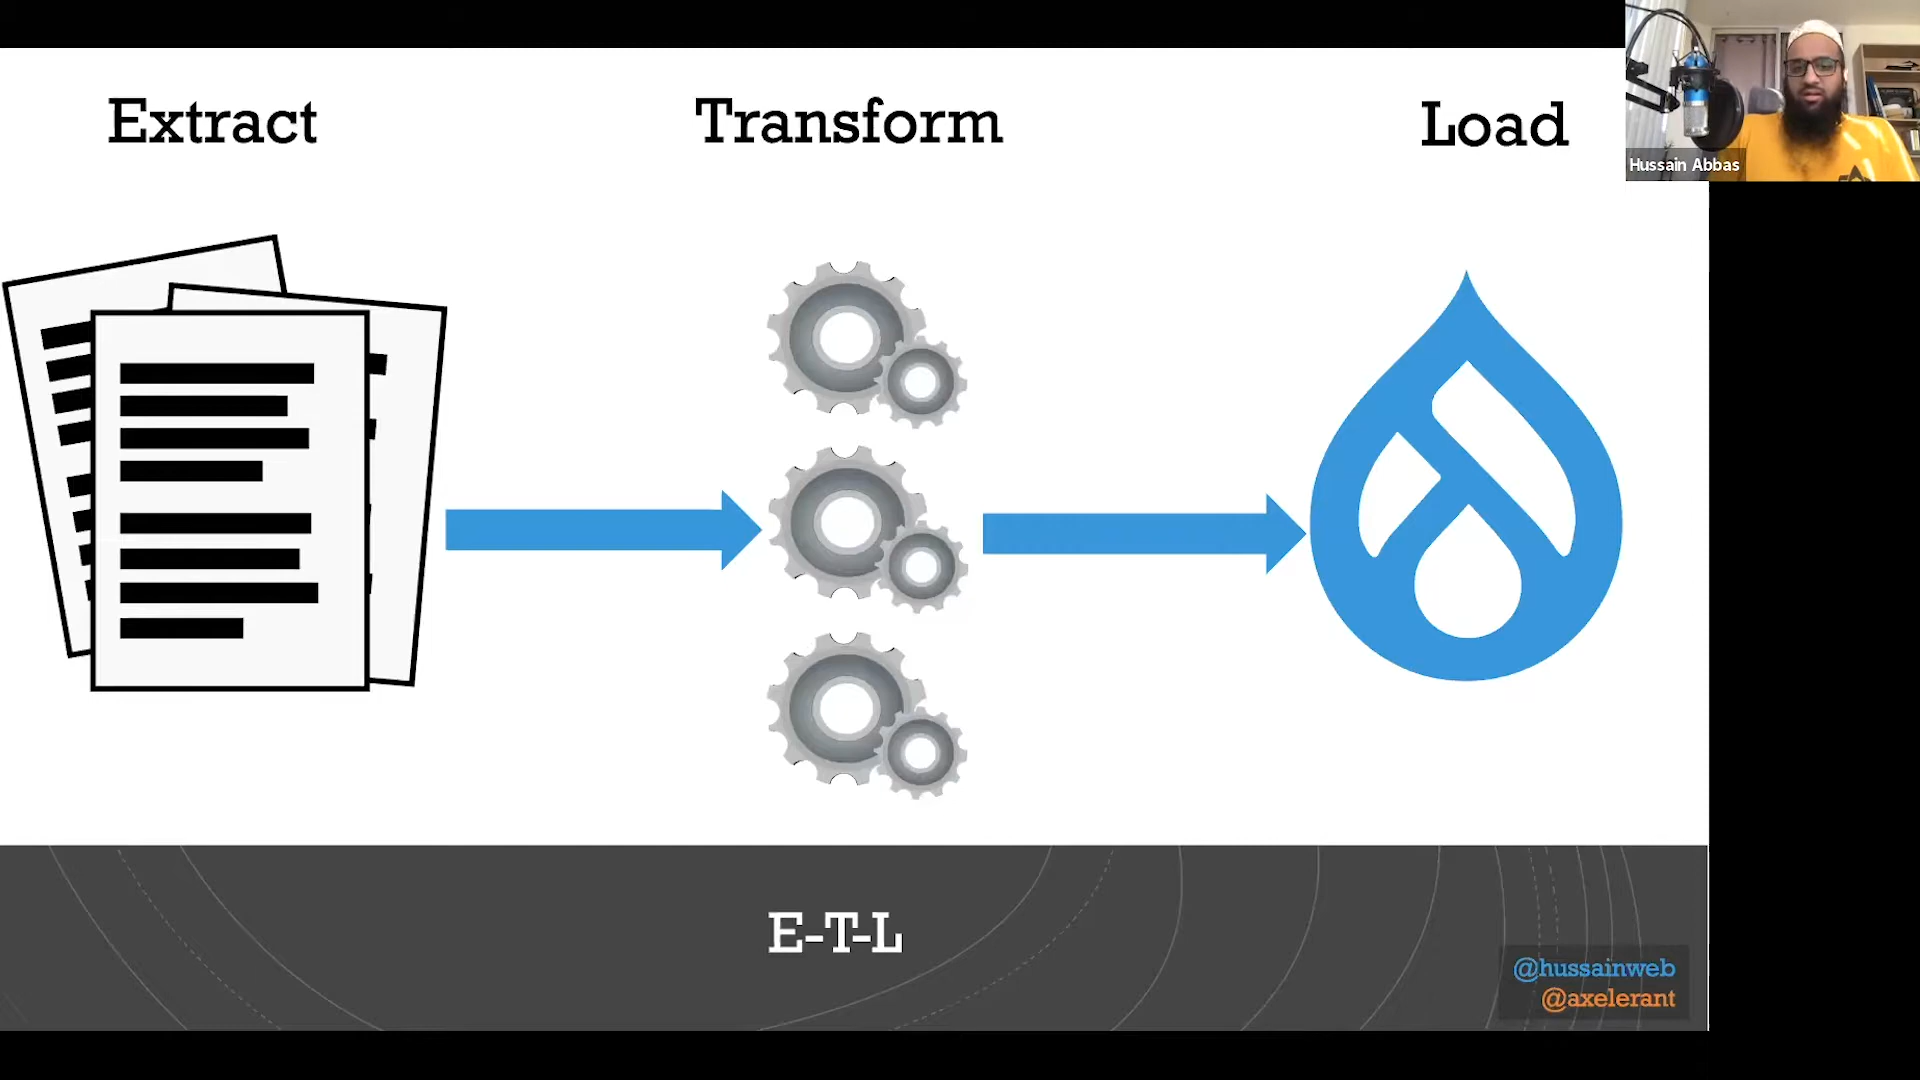 Extract
Transform
Load
Hussain Abbas
E-T-L
@hussainweb
@axelerant